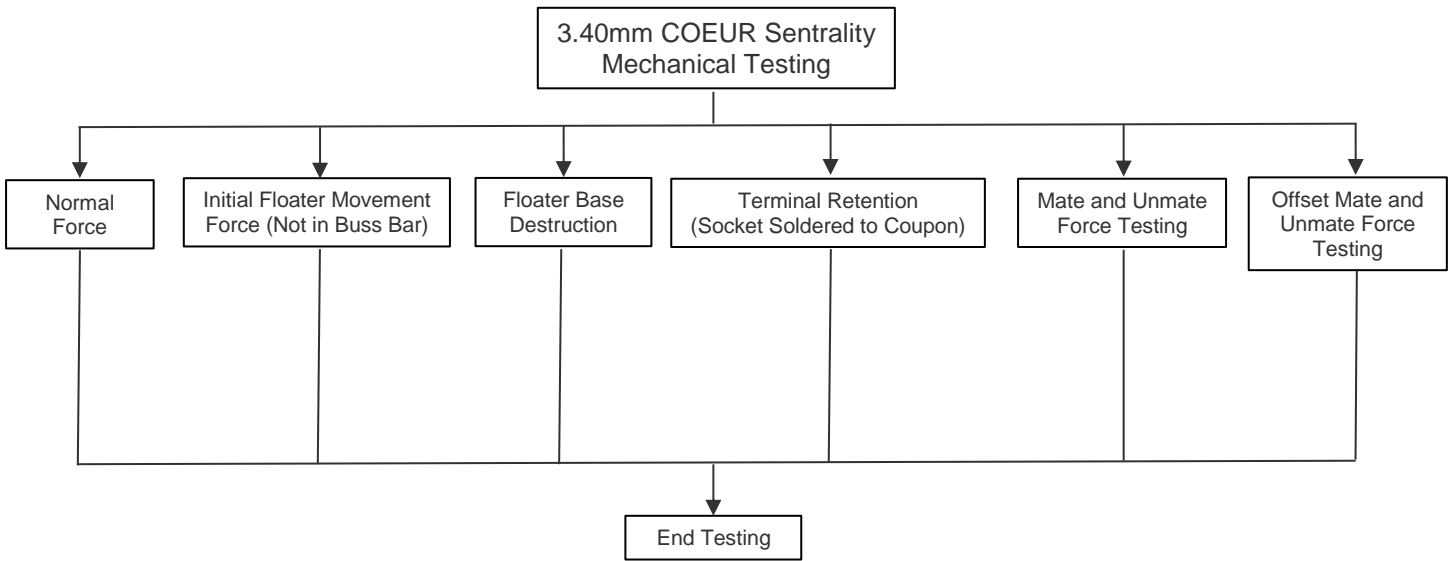 3.40mm COEUR Sentrality
Mechanical Testing
Normal
Force
Initial Floater Movement
Force (Not in Buss Bar)
Floater Base
Destruction
Terminal Retention
(Socket Soldered to Coupon)
Mate and Unmate
Force Testing
Offset Mate and
Unmate Force
Testing
End Testing